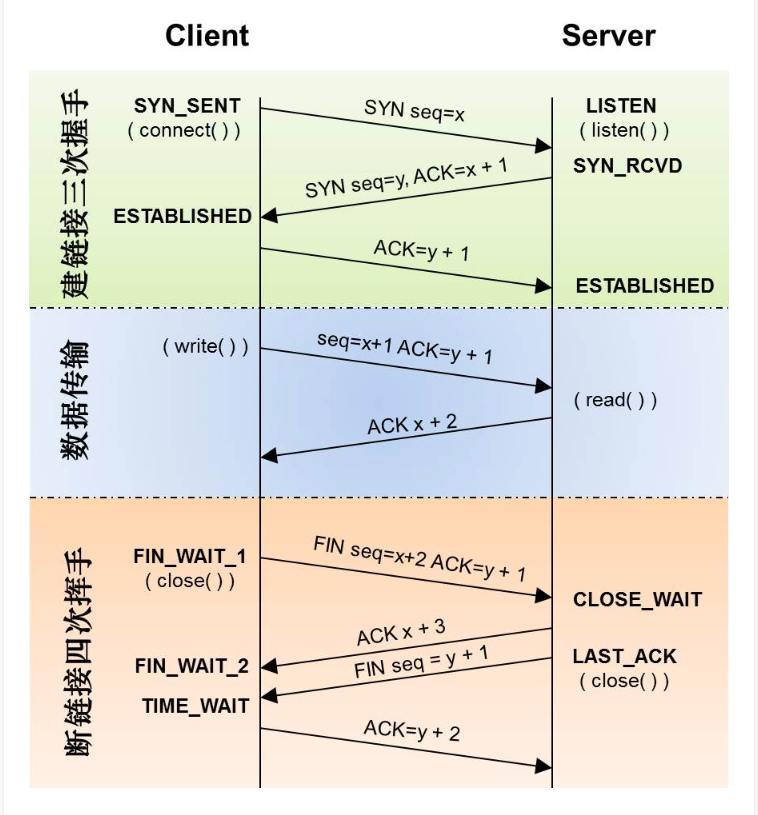 Client
Server
建链接三次握手
SYN_SENT
( connect( ) )
SYN seq=x
LISTEN
( listen( ) )
SYN_RCVD
SYN seq=y, ACK=x + 1
ESTABLISHED
ACK=y + 1
ESTABLISHED
数据传输
( write( ) )
seq=x+1 ACK=y + 1
( read( ) )
ACK x + 2
断链接四次挥手
FIN_WAIT_1
( close( ) )
FIN seq=x+2 ACK=y + 1
CLOSE_WAIT
ACK x + 3
FIN_WAIT_2
FIN seq = y + 1
LAST_ACK
( close( ) )
TIME_WAIT
ACK=y + 2